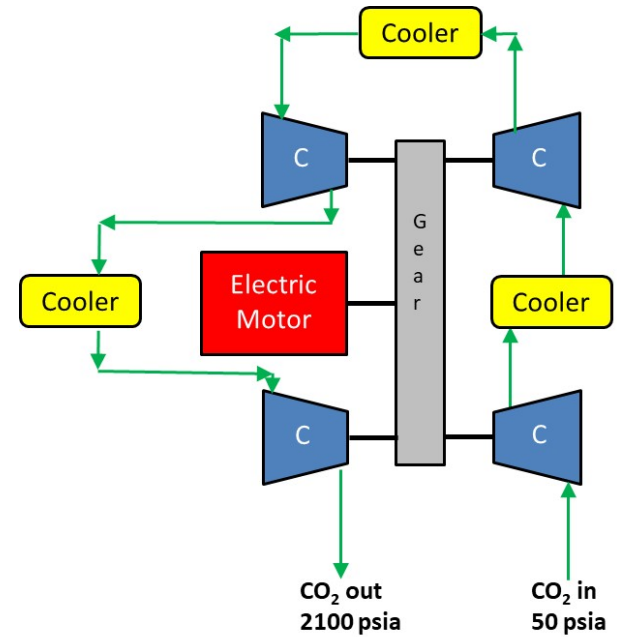 Cooler
C
C
G
e
a
r
Cooler
Electric
Motor
Cooler
C
C
CO₂ out
2100 psia
CO₂ in
50 psia